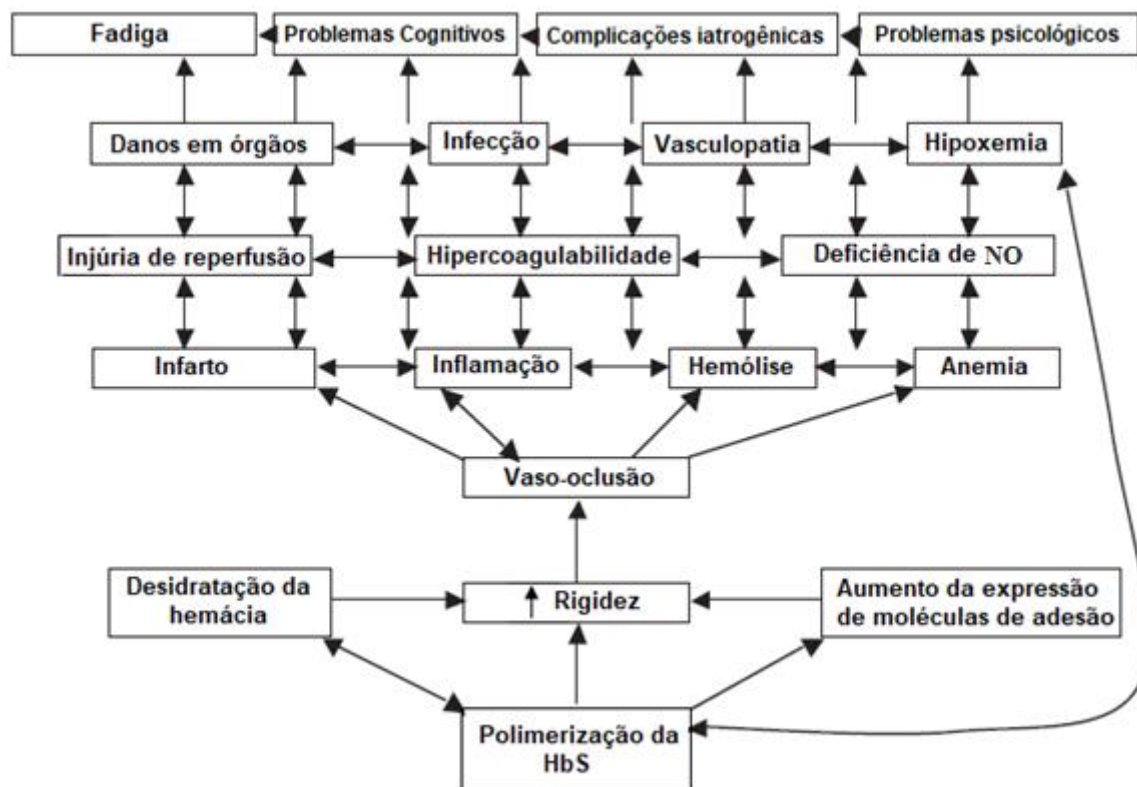 Fadiga
Problemas Cognitivos
Complicações iatrogênicas
Problemas psicológicos
Danos em órgãos
Infecção
Vasculopatia
Hipoxemia
Injúria de reperfusão
Hipercoagulabilidade
Deficiência de NO
Infarto
Inflamação
Hemólise
Anemia
Vaso-oclusão
Desidratação da
hemácia
Rigidez
Aumento da expressão
de moléculas de adesão
Polimerização da
HbS